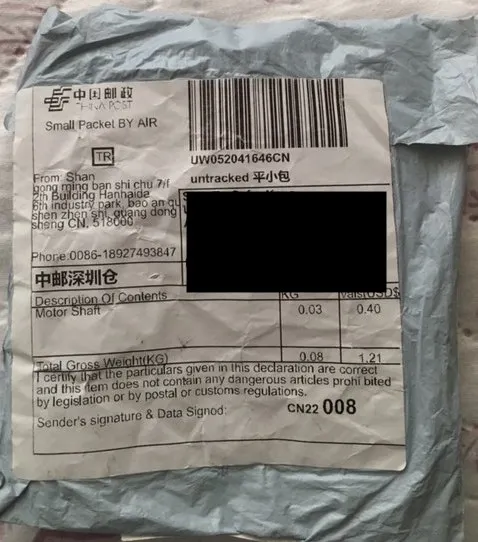 中国邮政
CHINA POST
Small Packet BY AIR
TR
UW052041646CN
untracked 平小包
From: Shan
gong ming ban shi chu 7/f
Building Hanhaida
6th industry park, bao an qu
shen zhen shi, guang dong
sheng CN, 518000
Phone:0086-18927493847
中邮深圳仓
Description Of Contents KG
Motor Shaft 0.03 0.40
Total Gross Weight(KG) 0.08 1.21
I certify that the particulars given in this declaration are correct
and this item does not contain any dangerous articles prohi bited
by legislation or by postal or customs regulations.
Sender's signature & Data Signod: CN22 008